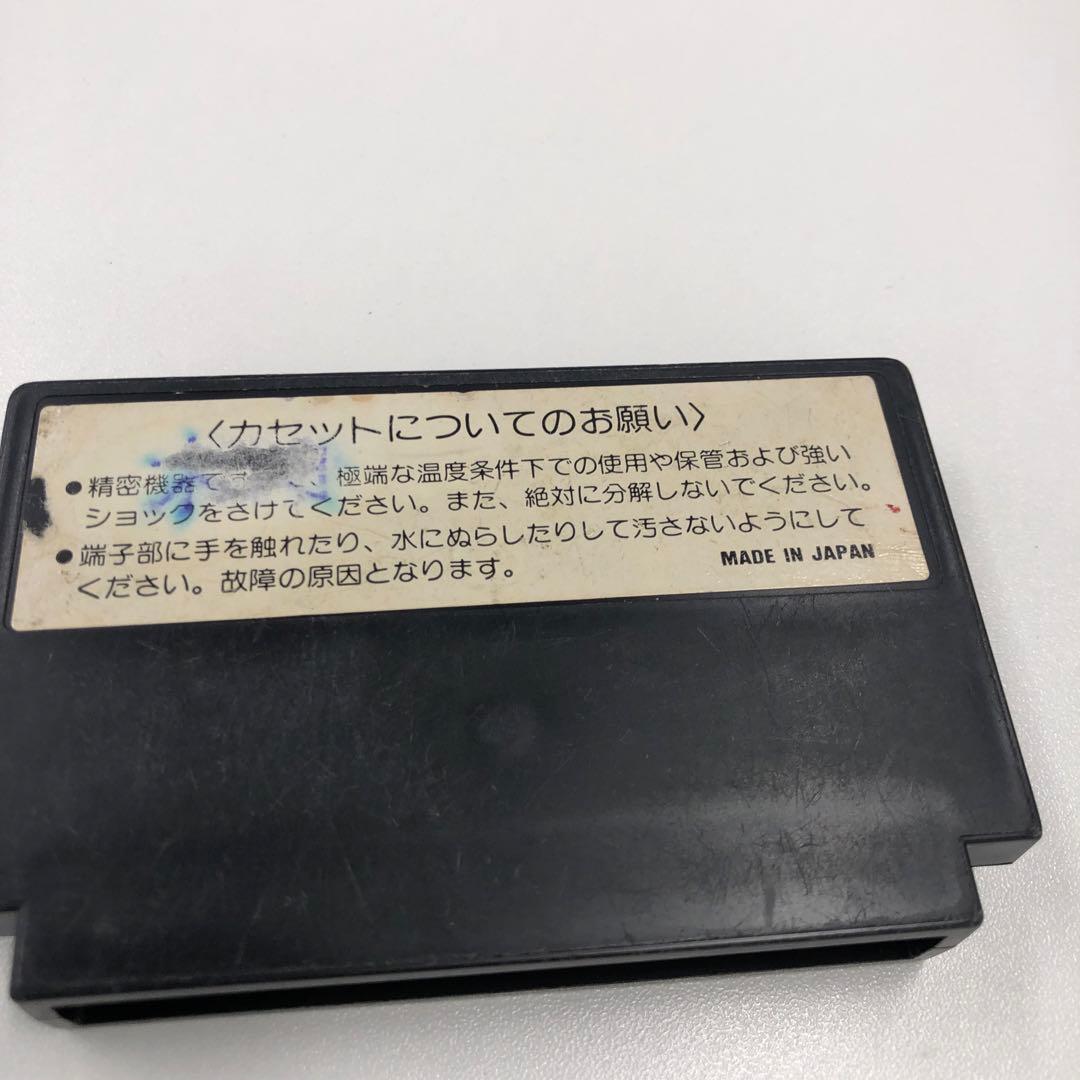 〈カセットについてのお願い〉
●精密機器です 、極端な温度条件下での使用や保管および強い
ショックをさけてください。また、絶対に分解しないでください。
●端子部に手を触れたり、水にぬらしたりして汚さないようにして
ください。故障の原因となります。
MADE IN JAPAN